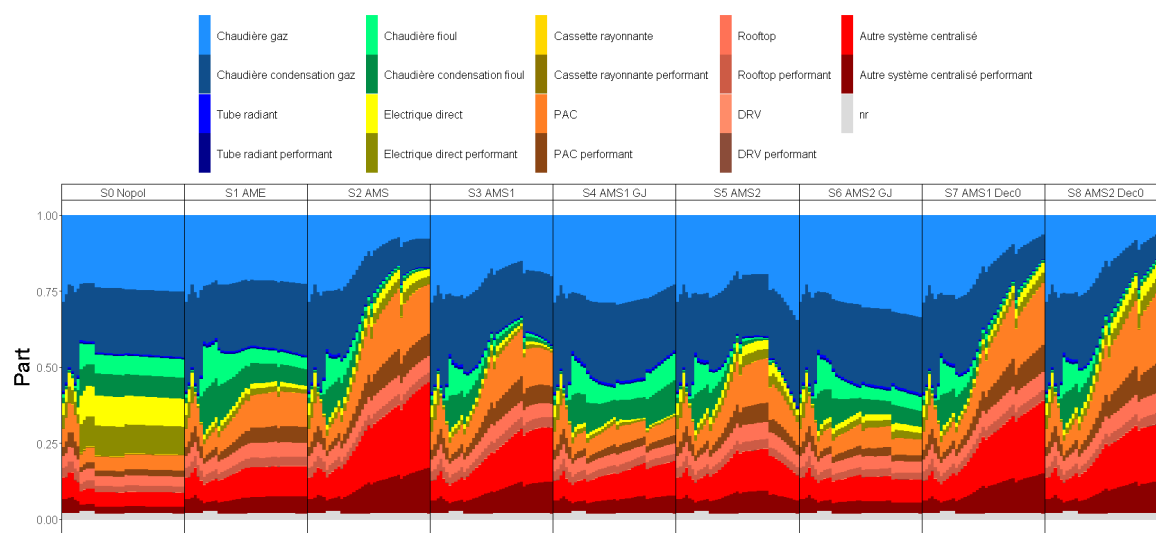 Chaudière gaz
Chaudière fioul
Cassette rayonnante
Rooftop
Autre système centralisé
Chaudière condensation gaz
Chaudière condensation fioul
Cassette rayonnante performant
Rooftop performant
Autre système centralisé performant
Tube radiant
Electrique direct
PAC
DRV
nr
Tube radiant performant
Electrique direct performant
PAC performant
DRV performant
S0 Nopol
S1 AME
S2 AMS
S3 AMS1
S4 AMS1 GJ
S5 AMS2
S6 AMS2 GJ
S7 AMS1 Dec0
S8 AMS2 Dec0
1.00
0.75
0.50
0.25
0.00
Part